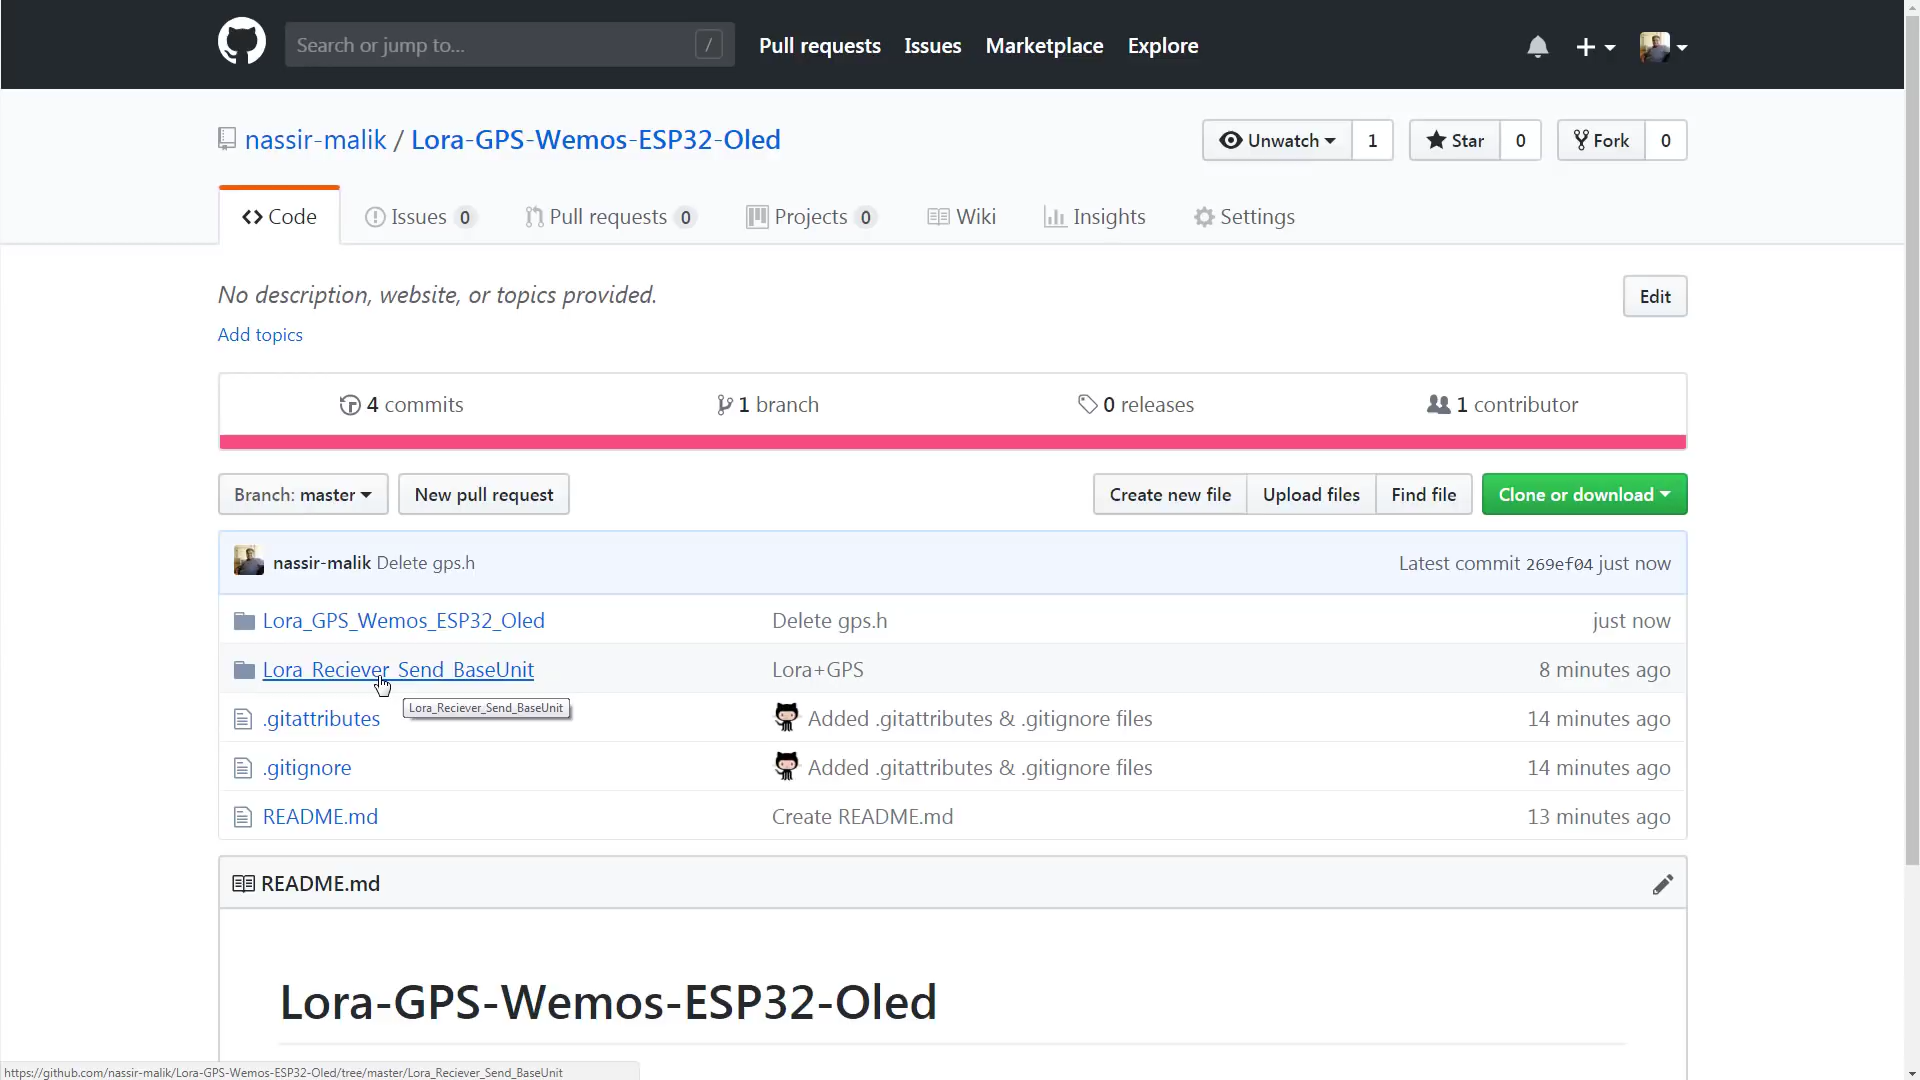 Search or jump to... / Pull requests Issues Marketplace Explore
nassir-malik / Lora-GPS-Wemos-ESP32-Oled Unwatch 1 Star 0 Fork 0
Code Issues 0 Pull requests 0 Projects 0 Wiki Insights Settings
No description, website, or topics provided. Edit
Add topics
4 commits 1 branch 0 releases 1 contributor
Branch: master New pull request Create new file Upload files Find file Clone or download
nassir-malik Delete gps.h Latest commit 269ef04 just now
Lora_GPS_Wemos_ESP32_Oled Delete gps.h just now
Lora_Reciever_Send_BaseUnit Lora+GPS 8 minutes ago
Lora_Reciever_Send_BaseUnit
.gitattributes Added .gitattributes & .gitignore files 14 minutes ago
.gitignore Added .gitattributes & .gitignore files 14 minutes ago
README.md Create README.md 13 minutes ago
README.md
Lora-GPS-Wemos-ESP32-Oled
https://github.com/nassir-malik/Lora-GPS-Wemos-ESP32-Oled/tree/master/Lora_Reciever_Send_BaseUnit